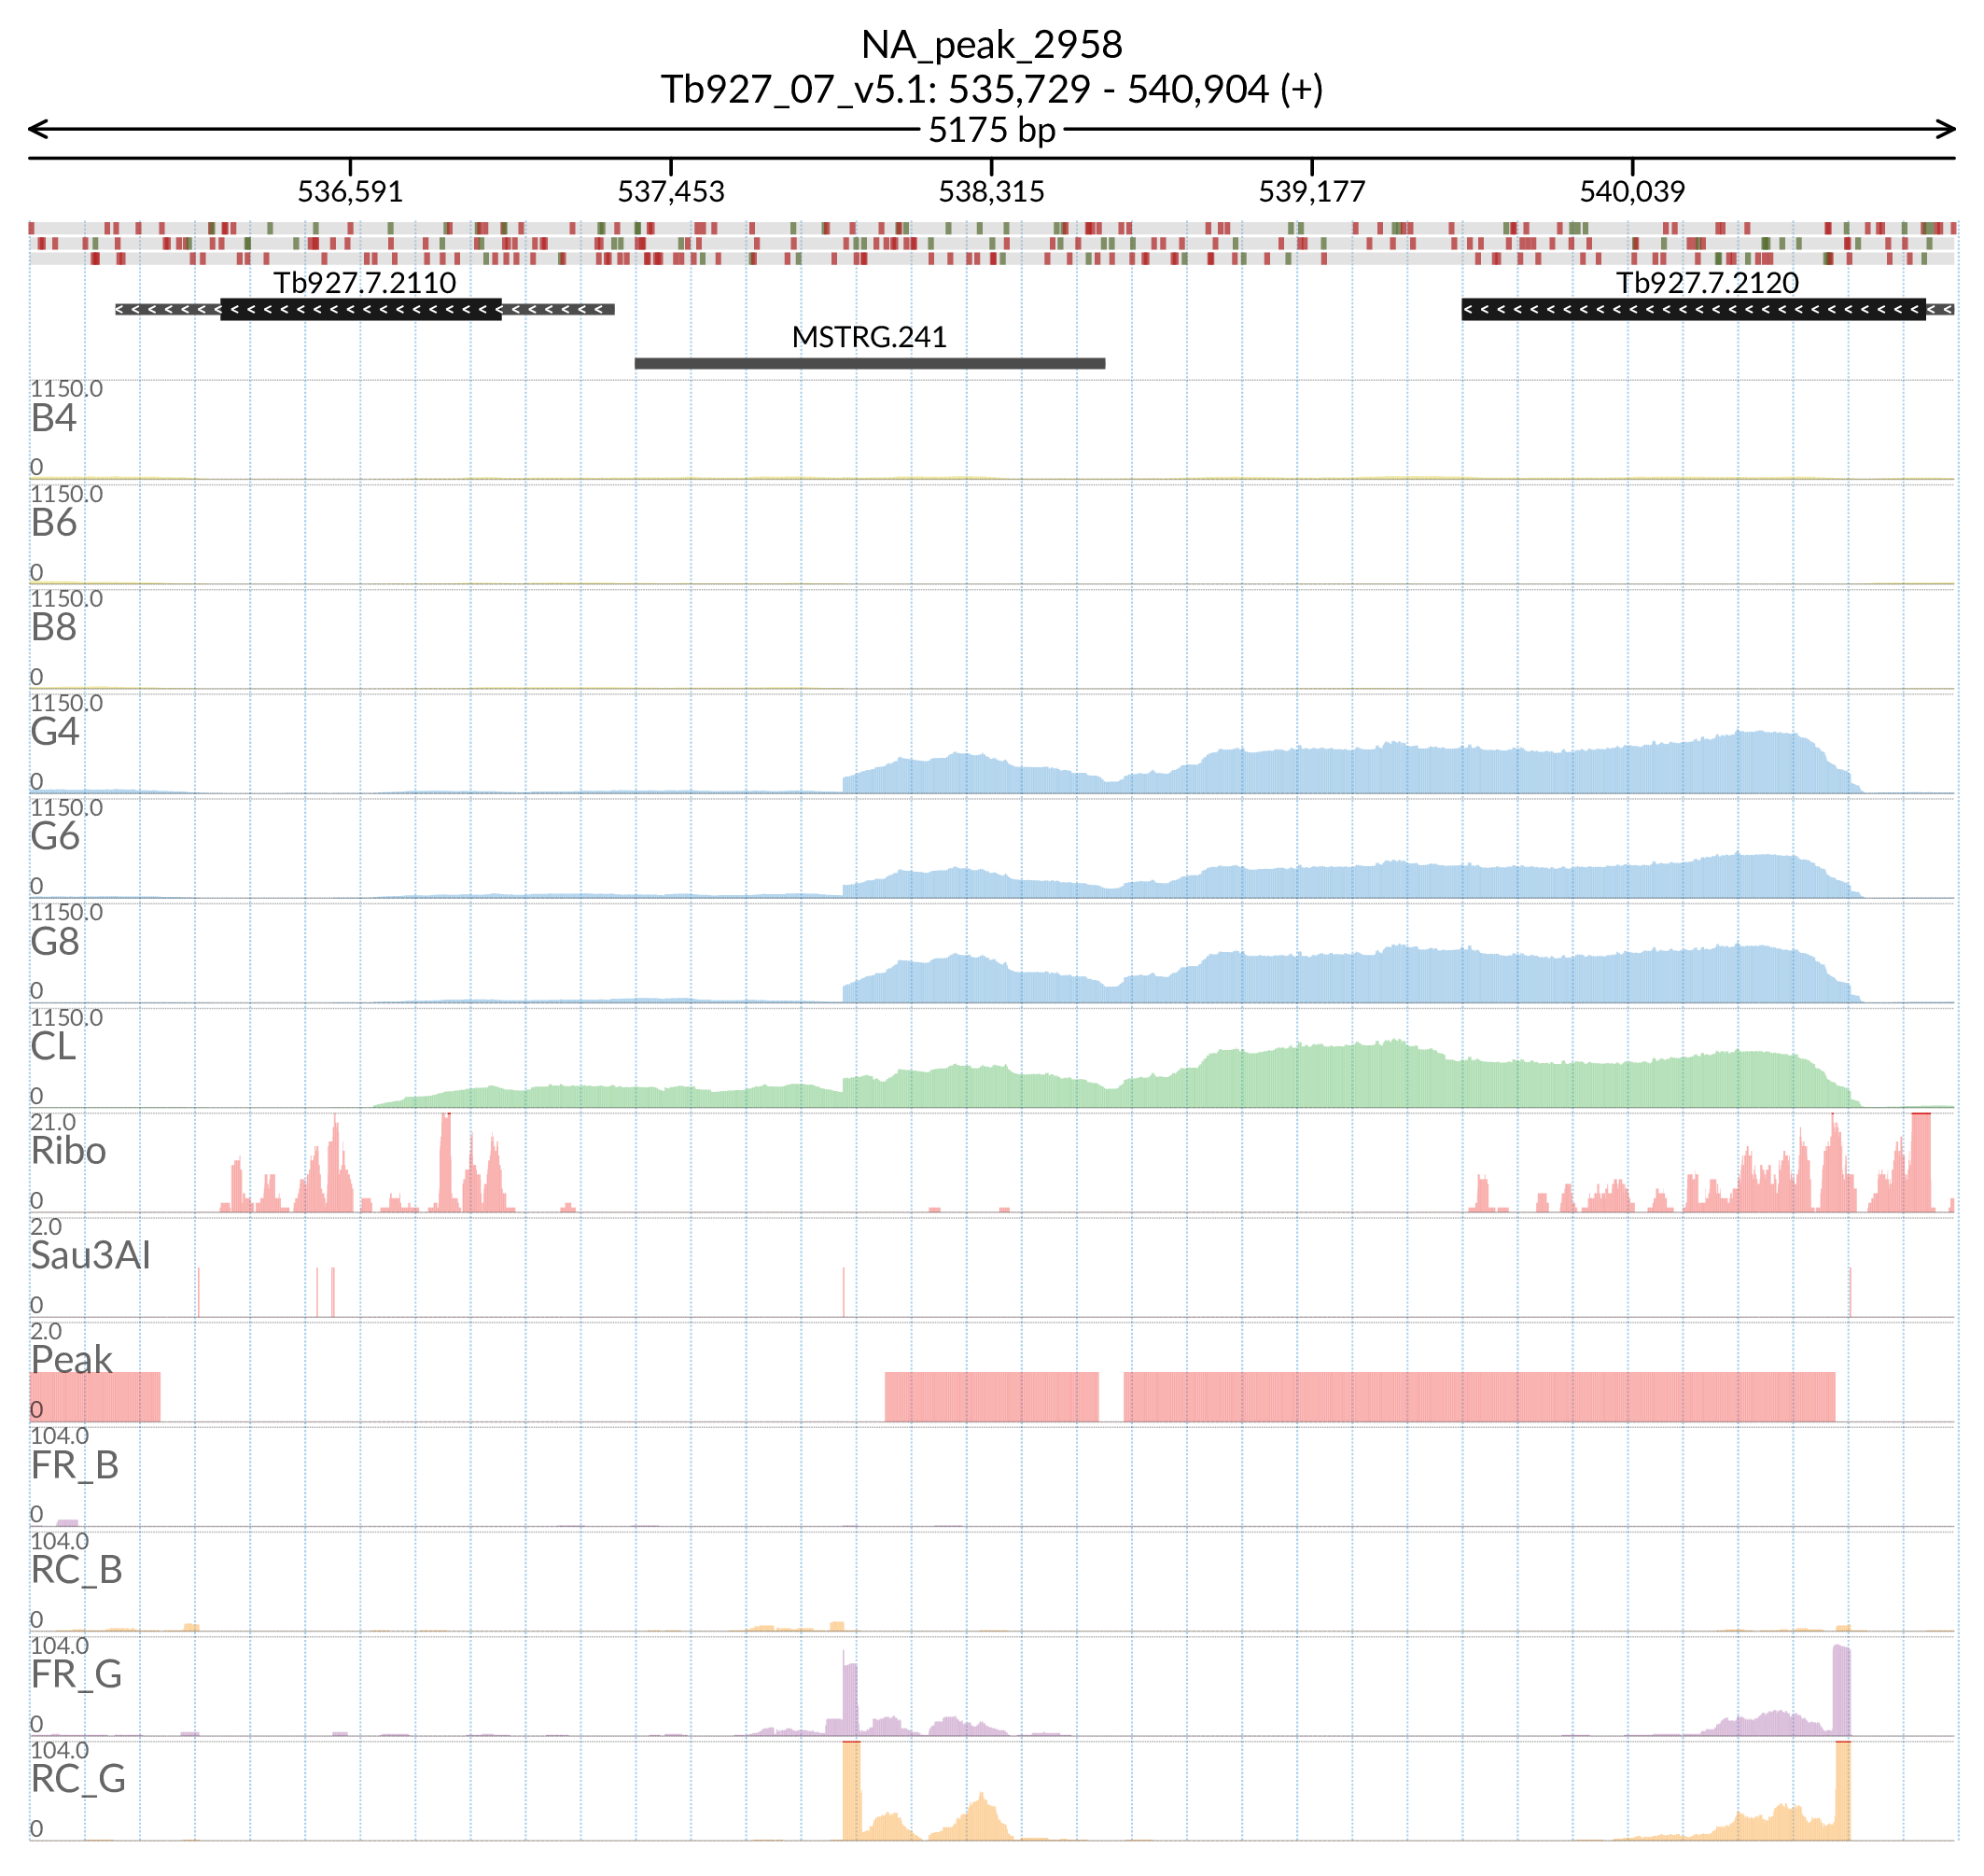 NA_peak_2958
Tb927_07_v5.1: 535,729 - 540,904 (+)
5175 bp
536,591 537,453 538,315 539,177 540,039
Tb927.7.2110 Tb927.7.2120
MSTRG.241
1150.0
B4
0
1150.0
B6
0
1150.0
B8
0
1150.0
G4
0
1150.0
G6
0
1150.0
G8
0
1150.0
CL
0
21.0
Ribo
0
2.0
Sau3AI
0
2.0
Peak
0
104.0
FR_B
0
104.0
RC_B
0
104.0
FR_G
0
104.0
RC_G
0